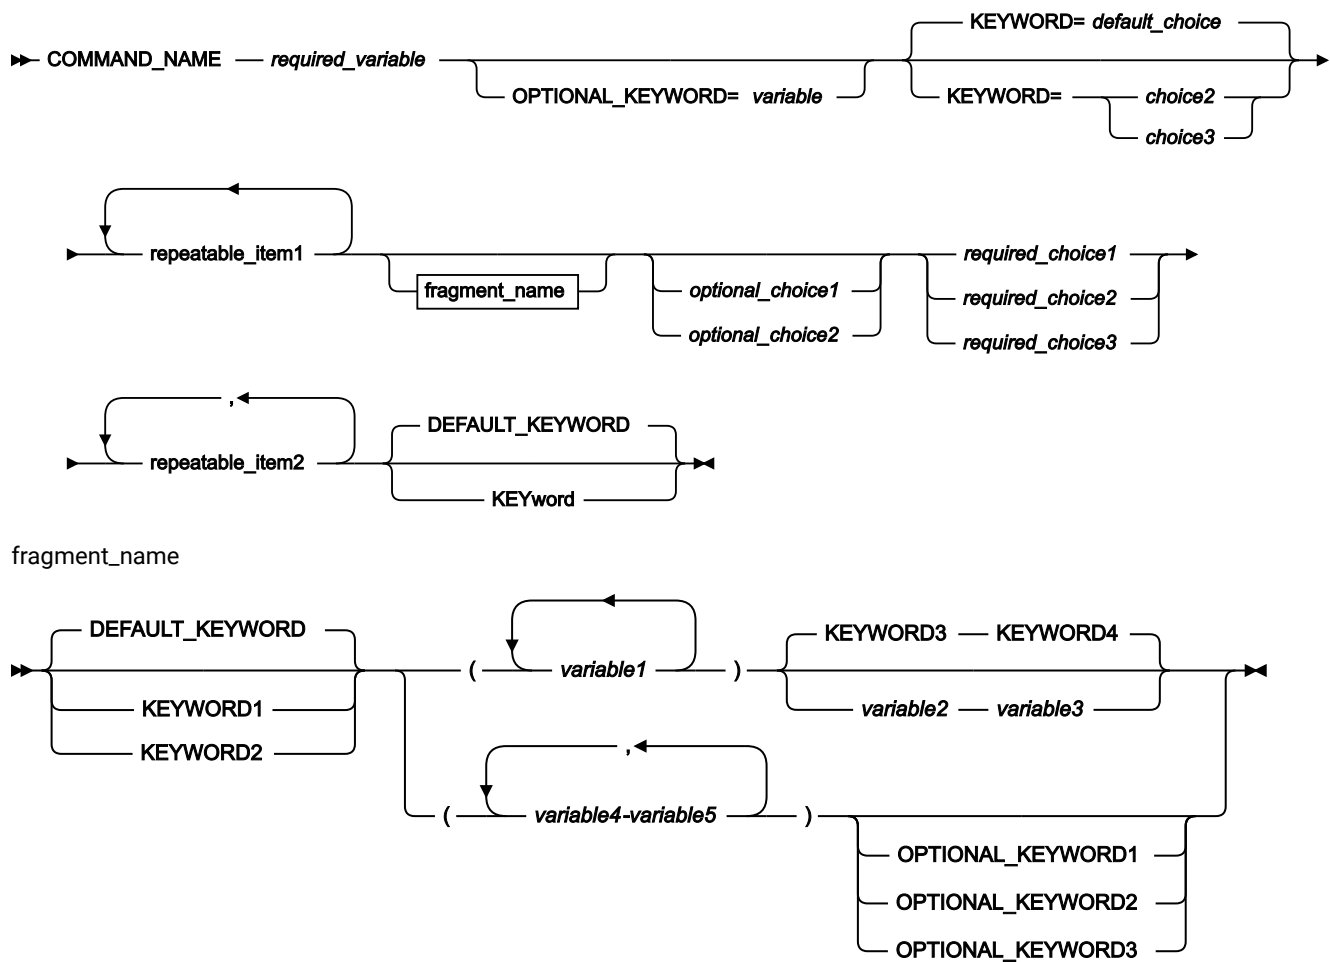 KEYWORD= default_choice
COMMAND_NAME required_variable
OPTIONAL_KEYWORD= variable KEYWORD= choice2
choice3
repeatable_item1 required_choice1
fragment_name optional_choice1 required_choice2
optional_choice2 required_choice3
,
DEFAULT_KEYWORD
repeatable_item2
KEYword
fragment_name
DEFAULT_KEYWORD KEYWORD3 KEYWORD4
( variable1 )
KEYWORD1 variable2 variable3
KEYWORD2
,
( variable4-variable5 )
OPTIONAL_KEYWORD1
OPTIONAL_KEYWORD2
OPTIONAL_KEYWORD3